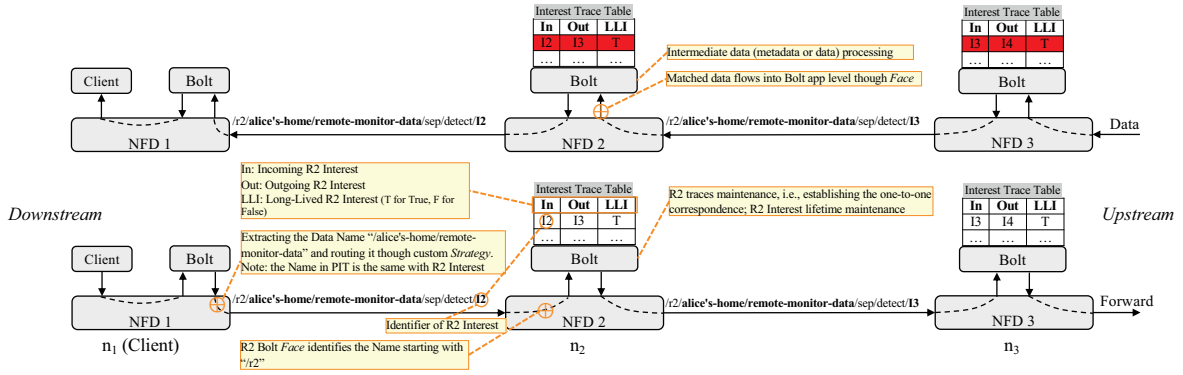 Interest Trace Table
In Out LLI
I2 I3 T
... ... ...
Bolt
Interest Trace Table
In Out LLI
I3 I4 T
... ... ...
Bolt
Intermediate data (metadata or data) processing
Matched data flows into Bolt app level though Face
Client
Bolt
/r2/alice's-home/remote-monitor-data/sep/detect/I2
/r2/alice's-home/remote-monitor-data/sep/detect/I3
Data
NFD 1
NFD 2
NFD 3
In: Incoming R2 Interest
Out: Outgoing R2 Interest
LLI: Long-Lived R2 Interest (T for True, F for
False)
Interest Trace Table
In Out LLI
I2 I3 T
... ... ...
Bolt
R2 traces maintenance, i.e., establishing the one-to-one
correspondence; R2 Interest lifetime maintenance
Interest Trace Table
In Out LLI
I3 I4 T
... ... ...
Bolt
Downstream
Upstream
Extracting the Data Name “/alice's-home/remote-
monitor-data” and routing it though custom Strategy.
Note: the Name in PIT is the same with R2 Interest
Client
Bolt
/r2/alice's-home/remote-monitor-data/sep/detect/I2
/r2/alice's-home/remote-monitor-data/sep/detect/I3
Forward
NFD 1
Identifier of R2 Interest
NFD 2
NFD 3
n1 (Client)
R2 Bolt Face identifies the Name starting with
“/r2”
n2
n3